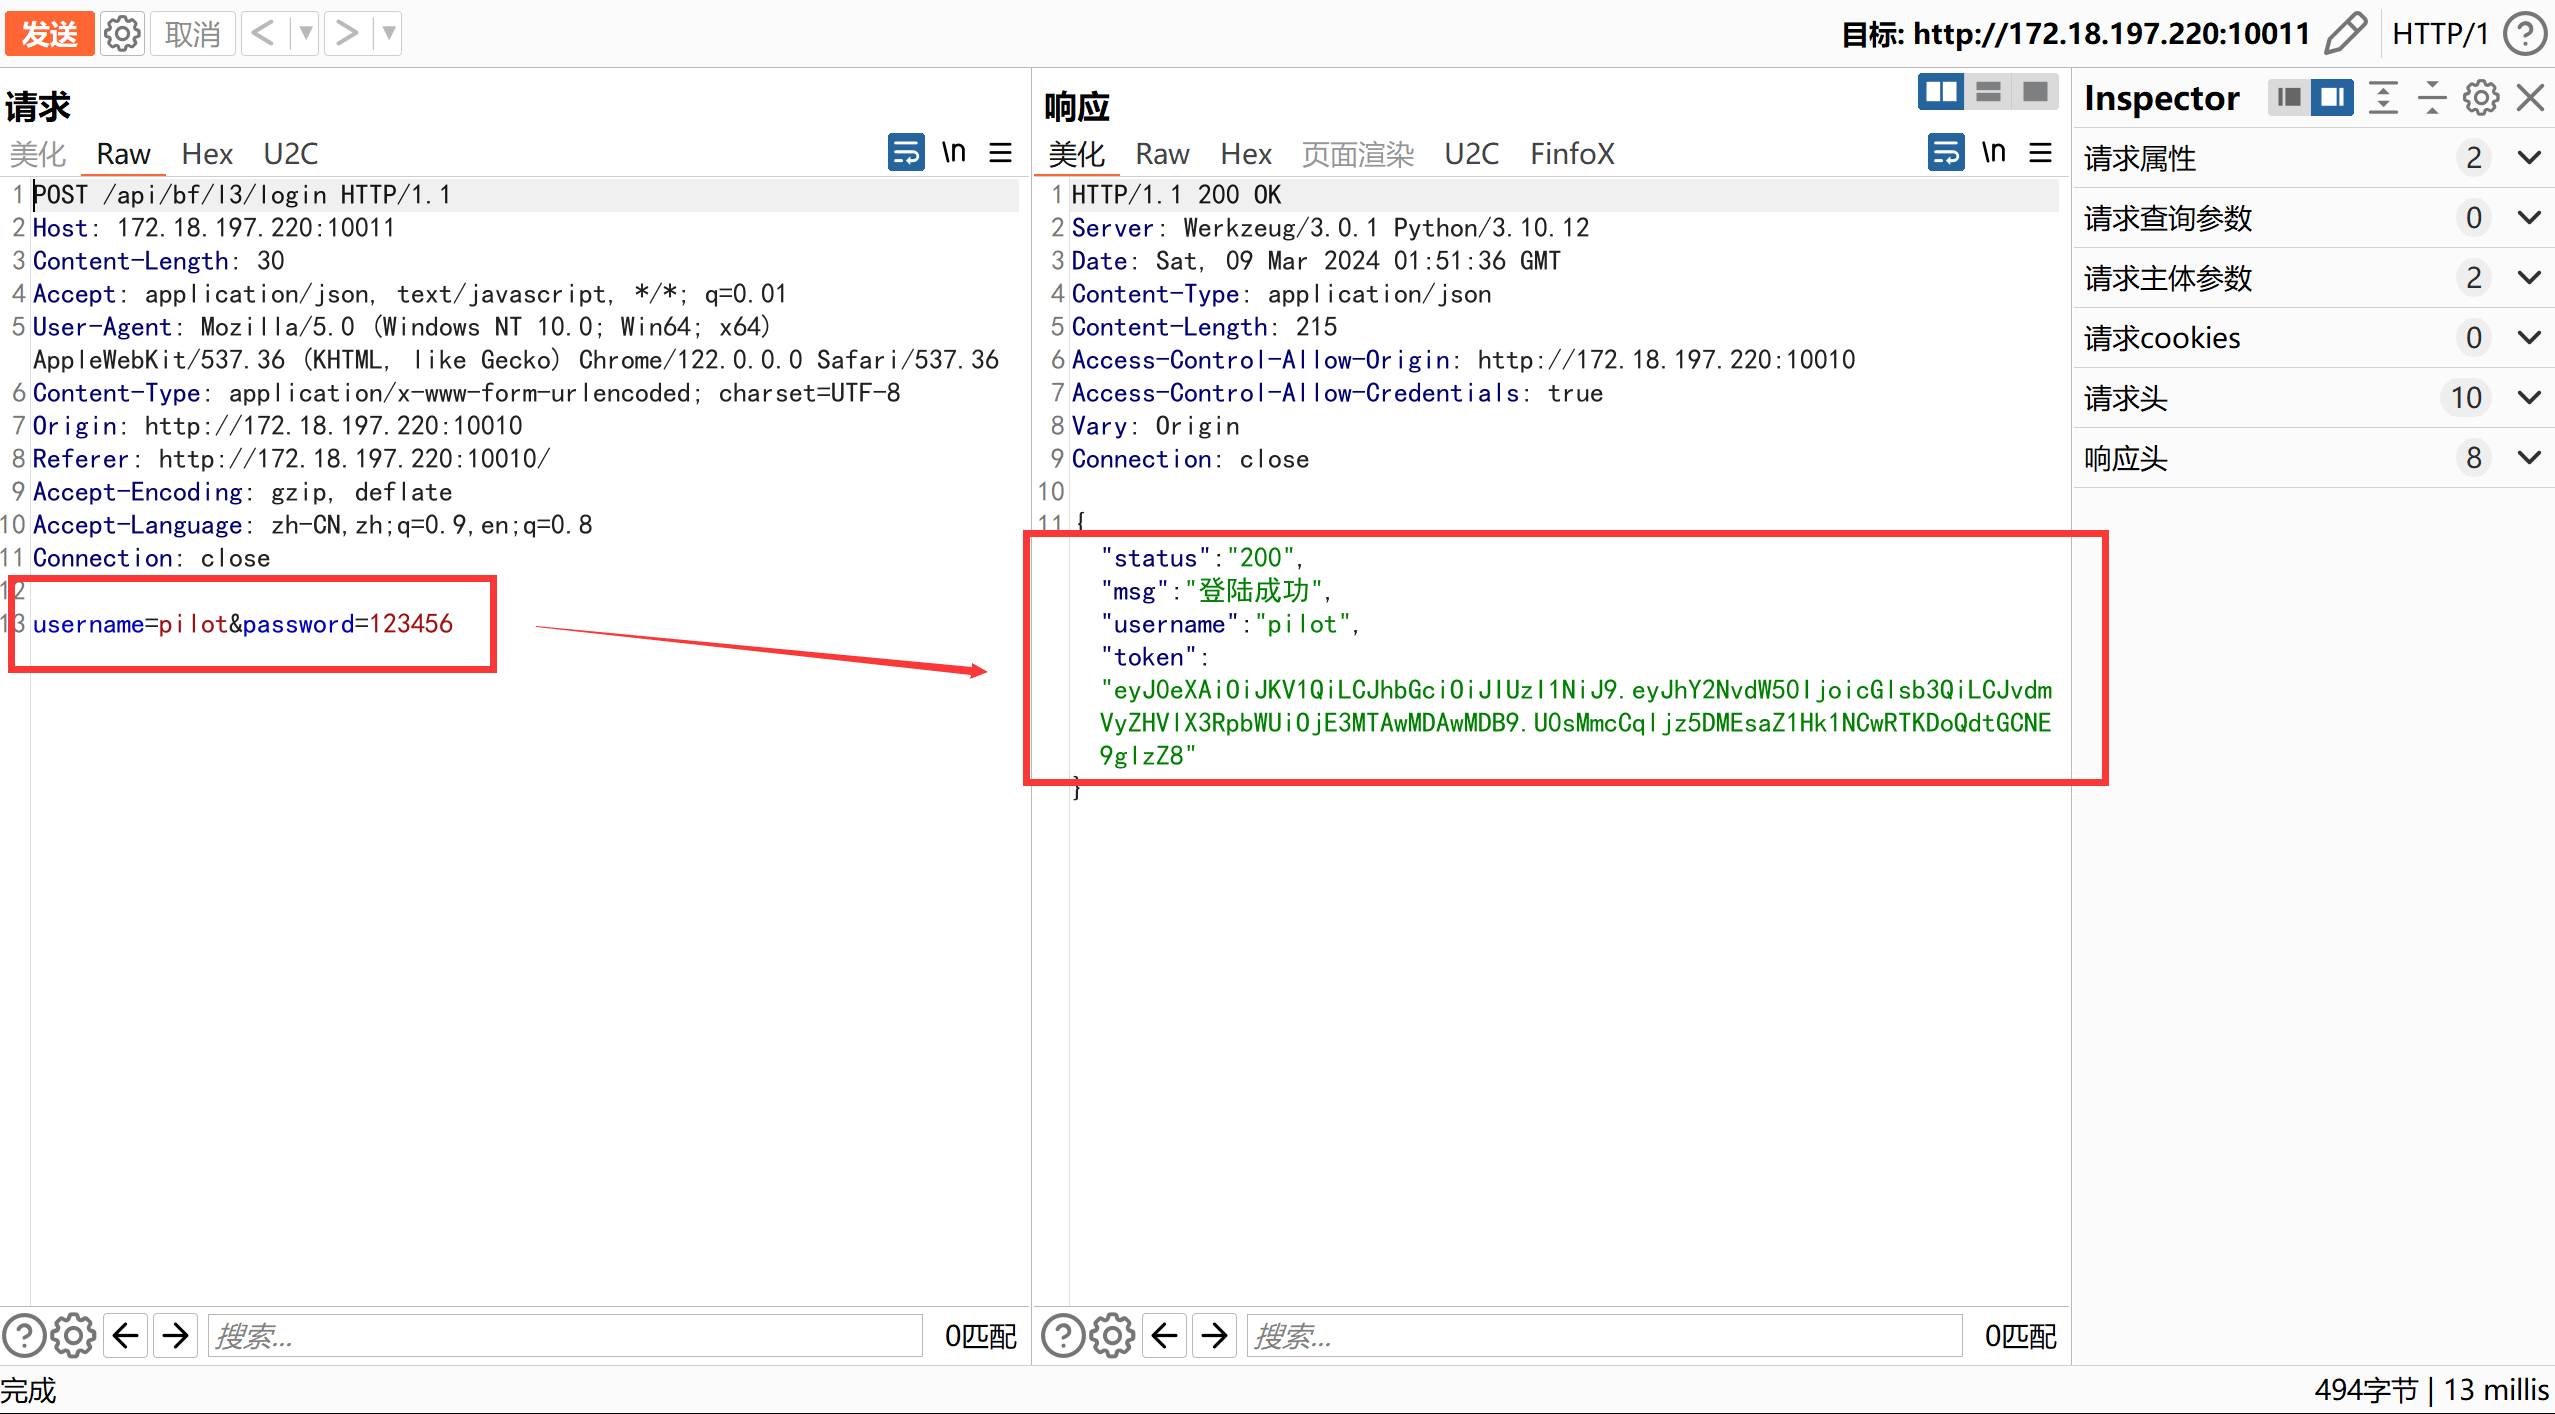 发送 取消 < > 目标: http://172.18.197.220:10011 HTTP/1 ?
请求
美化 Raw Hex U2C \n
1 POST /api/bf/l3/login HTTP/1.1
2 Host: 172.18.197.220:10011
3 Content-Length: 30
4 Accept: application/json, text/javascript, */*; q=0.01
5 User-Agent: Mozilla/5.0 (Windows NT 10.0; Win64; x64)
AppleWebKit/537.36 (KHTML, like Gecko) Chrome/122.0.0.0 Safari/537.36
6 Content-Type: application/x-www-form-urlencoded; charset=UTF-8
7 Origin: http://172.18.197.220:10010
8 Referer: http://172.18.197.220:10010/
9 Accept-Encoding: gzip, deflate
10 Accept-Language: zh-CN,zh;q=0.9,en;q=0.8
11 Connection: close
12
13 username=pilot&password=123456
? 搜索... 0匹配
响应
美化 Raw Hex 页面渲染 U2C FinfoX \n
1 HTTP/1.1 200 OK
2 Server: Werkzeug/3.0.1 Python/3.10.12
3 Date: Sat, 09 Mar 2024 01:51:36 GMT
4 Content-Type: application/json
5 Content-Length: 215
6 Access-Control-Allow-Origin: http://172.18.197.220:10010
7 Access-Control-Allow-Credentials: true
8 Vary: Origin
9 Connection: close
10
11 {
"status":"200",
"msg":"登陆成功",
"username":"pilot",
"token":
"eyJ0eXAiOiJKV1QiLCJhbGciOiJIUzI1NiJ9.eyJhY2NvdW50IjoicGlsb3QiLCJvdm
VyZHVlX3RpbWUiOjE3MTAwMDAwMDB9.U0sMmcCqljz5DMEsaZ1Hk1NCwRTKDoQdtGCNE
9glzZ8"
}
? 搜索... 0匹配
Inspector
请求属性 2
请求查询参数 0
请求主体参数 2
请求cookies 0
请求头 10
响应头 8
完成 494字节 | 13 millis